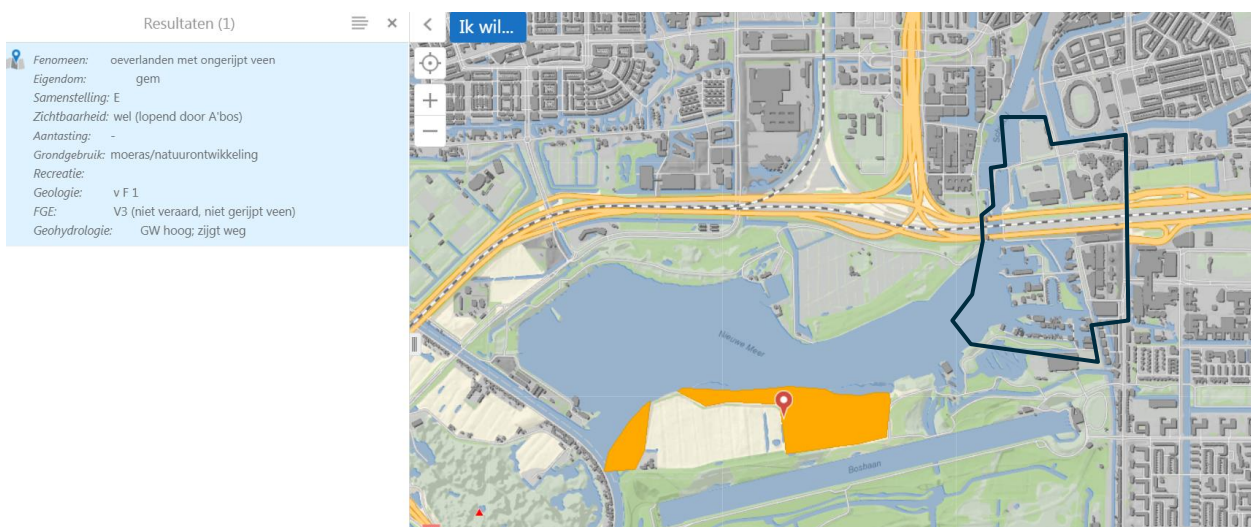 Resultaten (1)
Fenomeen: oeverlanden met ongerijpt veen
Eigendom: gem
Samenstelling: E
Zichtbaarheid: wel (lopend door A'bos)
Aantasting: -
Grondgebruik: moeras/natuurontwikkeling
Recreatie:
Geologie: v F 1
FGE: V3 (niet veraard, niet gerijpt veen)
Geohydrologie: GW hoog; zijgt weg
Ik wil...
Nieuwe Meer
Bosbaan